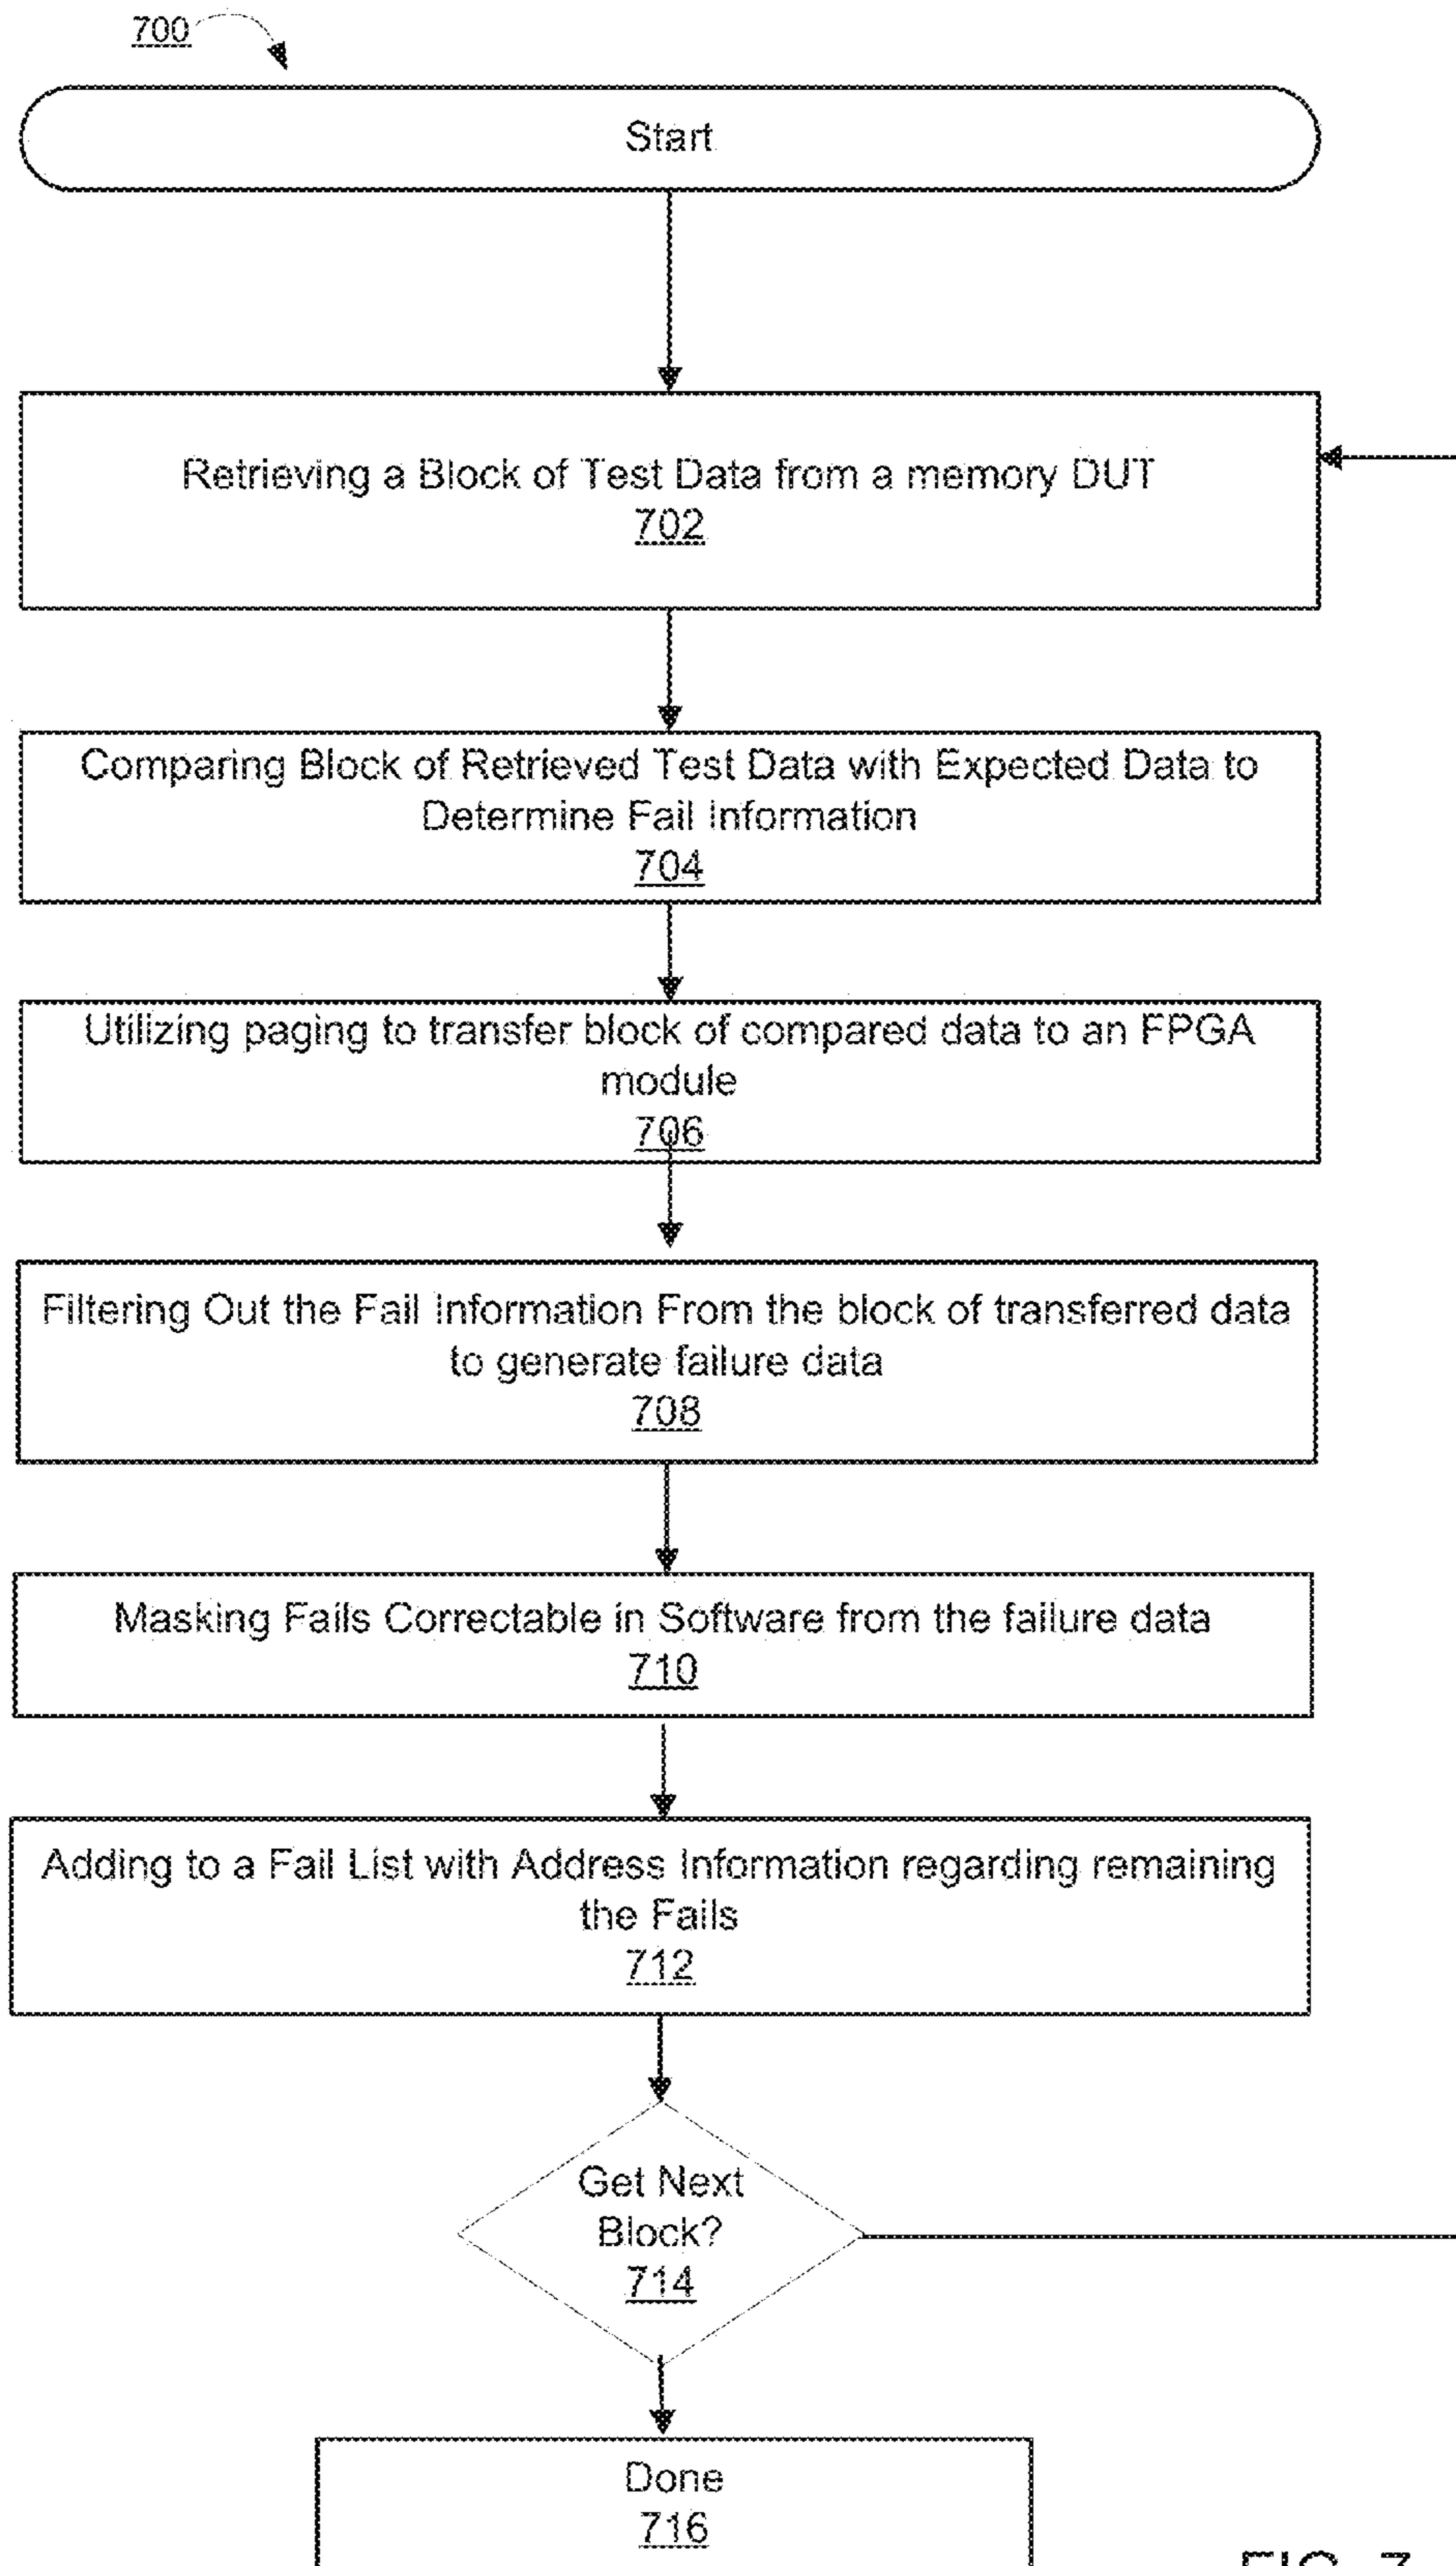 700
Start
Retrieving a Block of Test Data from a memory DUT
702
Comparing Block of Retrieved Test Data with Expected Data to
Determine Fail Information
704
Utilizing paging to transfer block of compared data to an FPGA
module
706
Filtering Out the Fail Information From the block of transferred data
to generate failure data
708
Masking Fails Correctable in Software from the failure data
710
Adding to a Fail List with Address Information regarding remaining
the Fails
712
Get Next
Block?
714
Done
716
FIG. 7